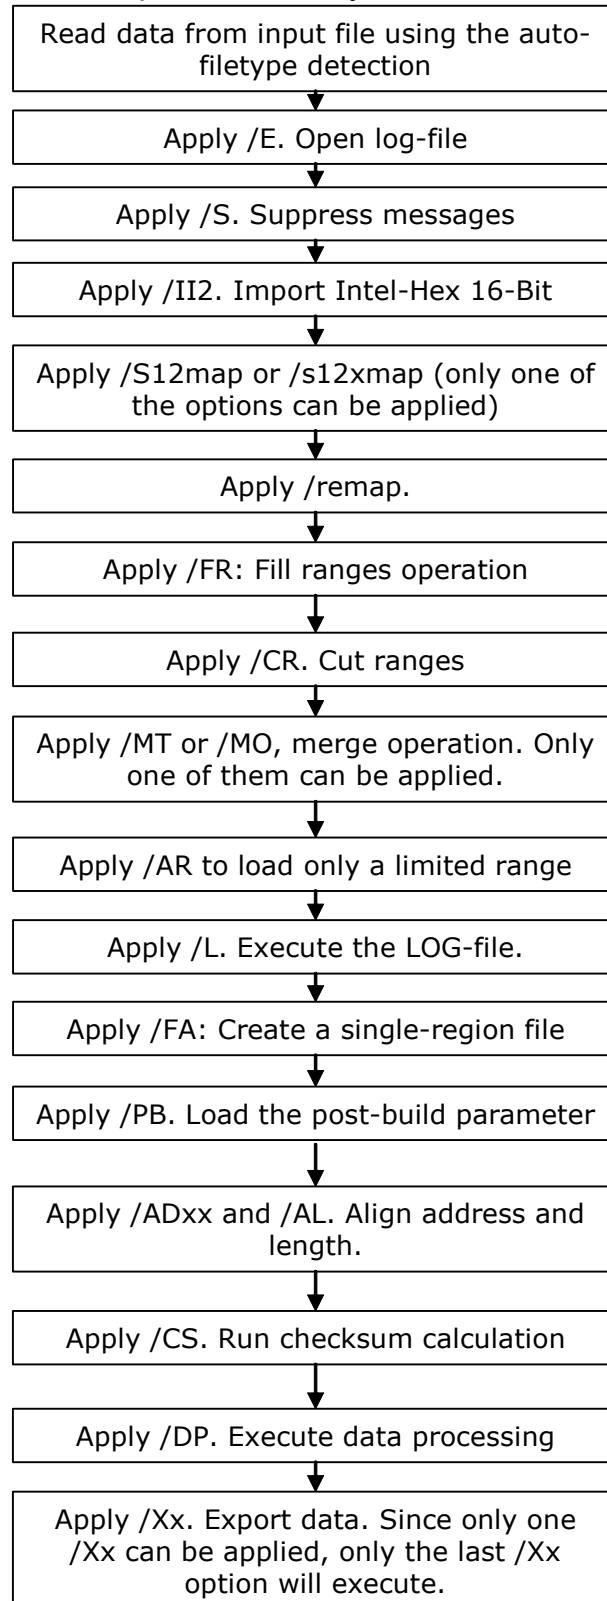 Read data from input file using the auto-
filetype detection
Apply /E. Open log-file
Apply /S. Suppress messages
Apply /II2. Import Intel-Hex 16-Bit
Apply /S12map or /s12xmap (only one of
the options can be applied)
Apply /remap.
Apply /FR: Fill ranges operation
Apply /CR. Cut ranges
Apply /MT or /MO, merge operation. Only
one of them can be applied.
Apply /AR to load only a limited range
Apply /L. Execute the LOG-file.
Apply /FA: Create a single-region file
Apply /PB. Load the post-build parameter
Apply /ADxx and /AL. Align address and
length.
Apply /CS. Run checksum calculation
Apply /DP. Execute data processing
Apply /Xx. Export data. Since only one
/Xx can be applied, only the last /Xx
option will execute.